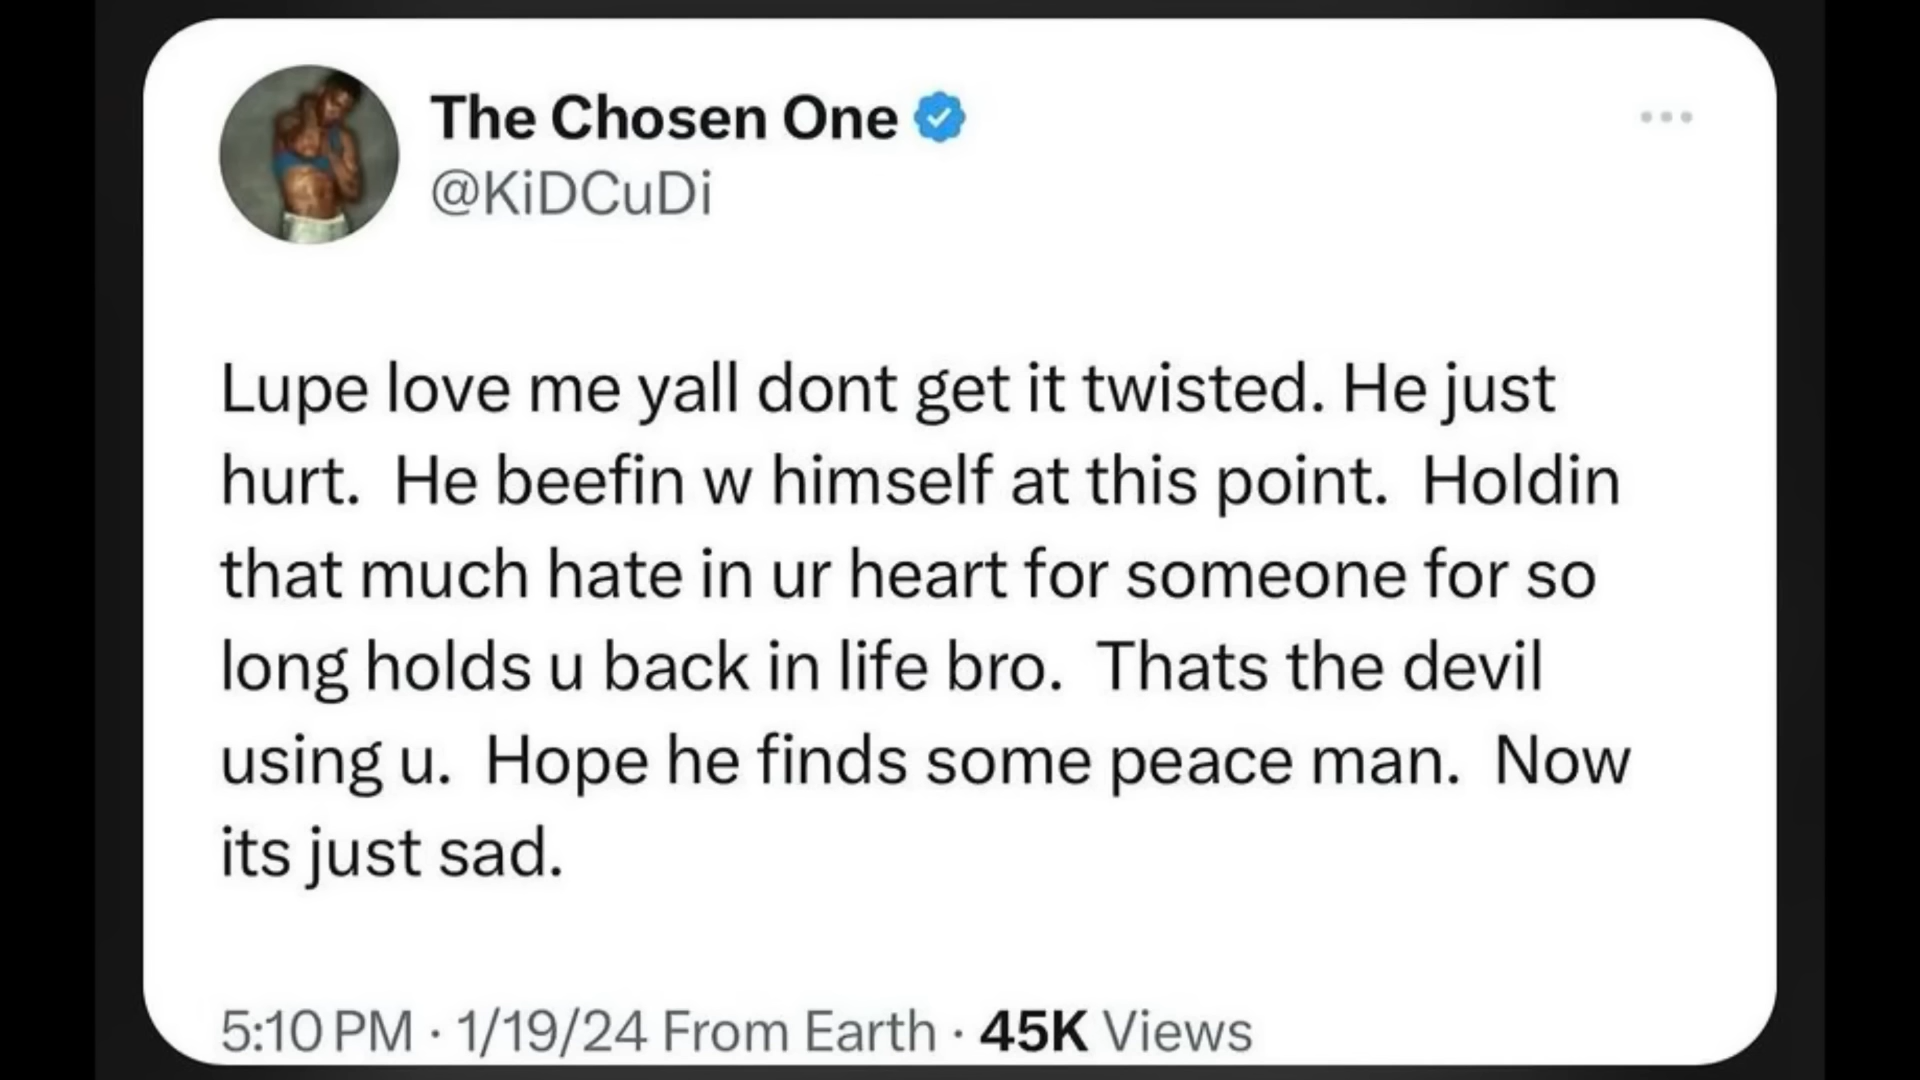 The Chosen One
@KiDCuDi
Lupe love me yall dont get it twisted. He just
hurt.  He beefin w himself at this point.  Holdin
that much hate in ur heart for someone for so
long holds u back in life bro.  Thats the devil
using u.  Hope he finds some peace man.  Now
its just sad.
5:10 PM · 1/19/24 From Earth · 45K Views